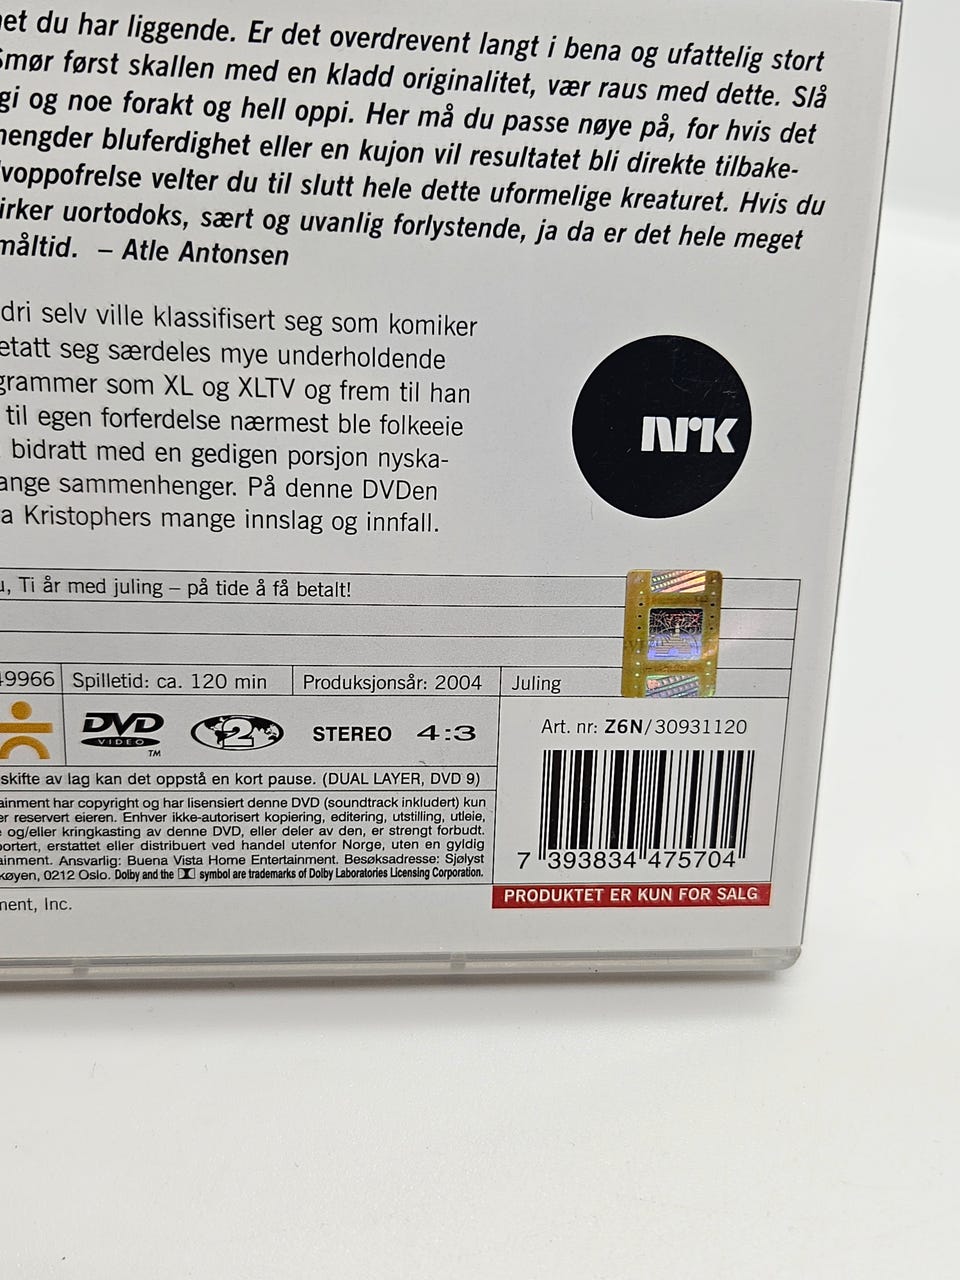 et du har liggende. Er det overdrevent langt i bena og ufattelig stort
Smør først skallen med en kladd originalitet, vær raus med dette. Slå
gi og noe forakt og hell oppi. Her må du passe nøye på, for hvis det
mengder bluferdighet eller en kujon vil resultatet bli direkte tilbake-
lvoppofrelse velter du til slutt hele dette uformelige kreaturet. Hvis du
irker uortodoks, sært og uvanlig forlystende, ja da er det hele meget
måltid. – Atle Antonsen
dri selv ville klassifisert seg som komiker
etatt seg særdeles mye underholdende
grammer som XL og XLTV og frem til han
til egen forferdelse nærmest ble folkeeie
bidratt med en gedigen porsjon nyska-
ange sammenhenger. På denne DVDen
a Kristophers mange innslag og innfall.
nrk
u, Ti år med juling – på tide å få betalt!
49966 Spilletid: ca. 120 min Produksjonsår: 2004 Juling
DVD VIDEO TM 2 STEREO 4:3
Art. nr: Z6N/30931120
skifte av lag kan det oppstå en kort pause. (DUAL LAYER, DVD 9)
ainment har copyright og har lisensiert denne DVD (soundtrack inkludert) kun
er reservert eieren. Enhver ikke-autorisert kopiering, editering, utstilling, utleie,
og/eller kringkasting av denne DVD, eller deler av den, er strengt forbudt.
ortert, erstattet eller distribuert ved handel utenfor Norge, uten en gyldig
ainment. Ansvarlig: Buena Vista Home Entertainment. Besøksadresse: Sjølyst
køyen, 0212 Oslo. Dolby and the symbol are trademarks of Dolby Laboratories Licensing Corporation.
7 393834 475704
PRODUKTET ER KUN FOR SALG
ment, Inc.